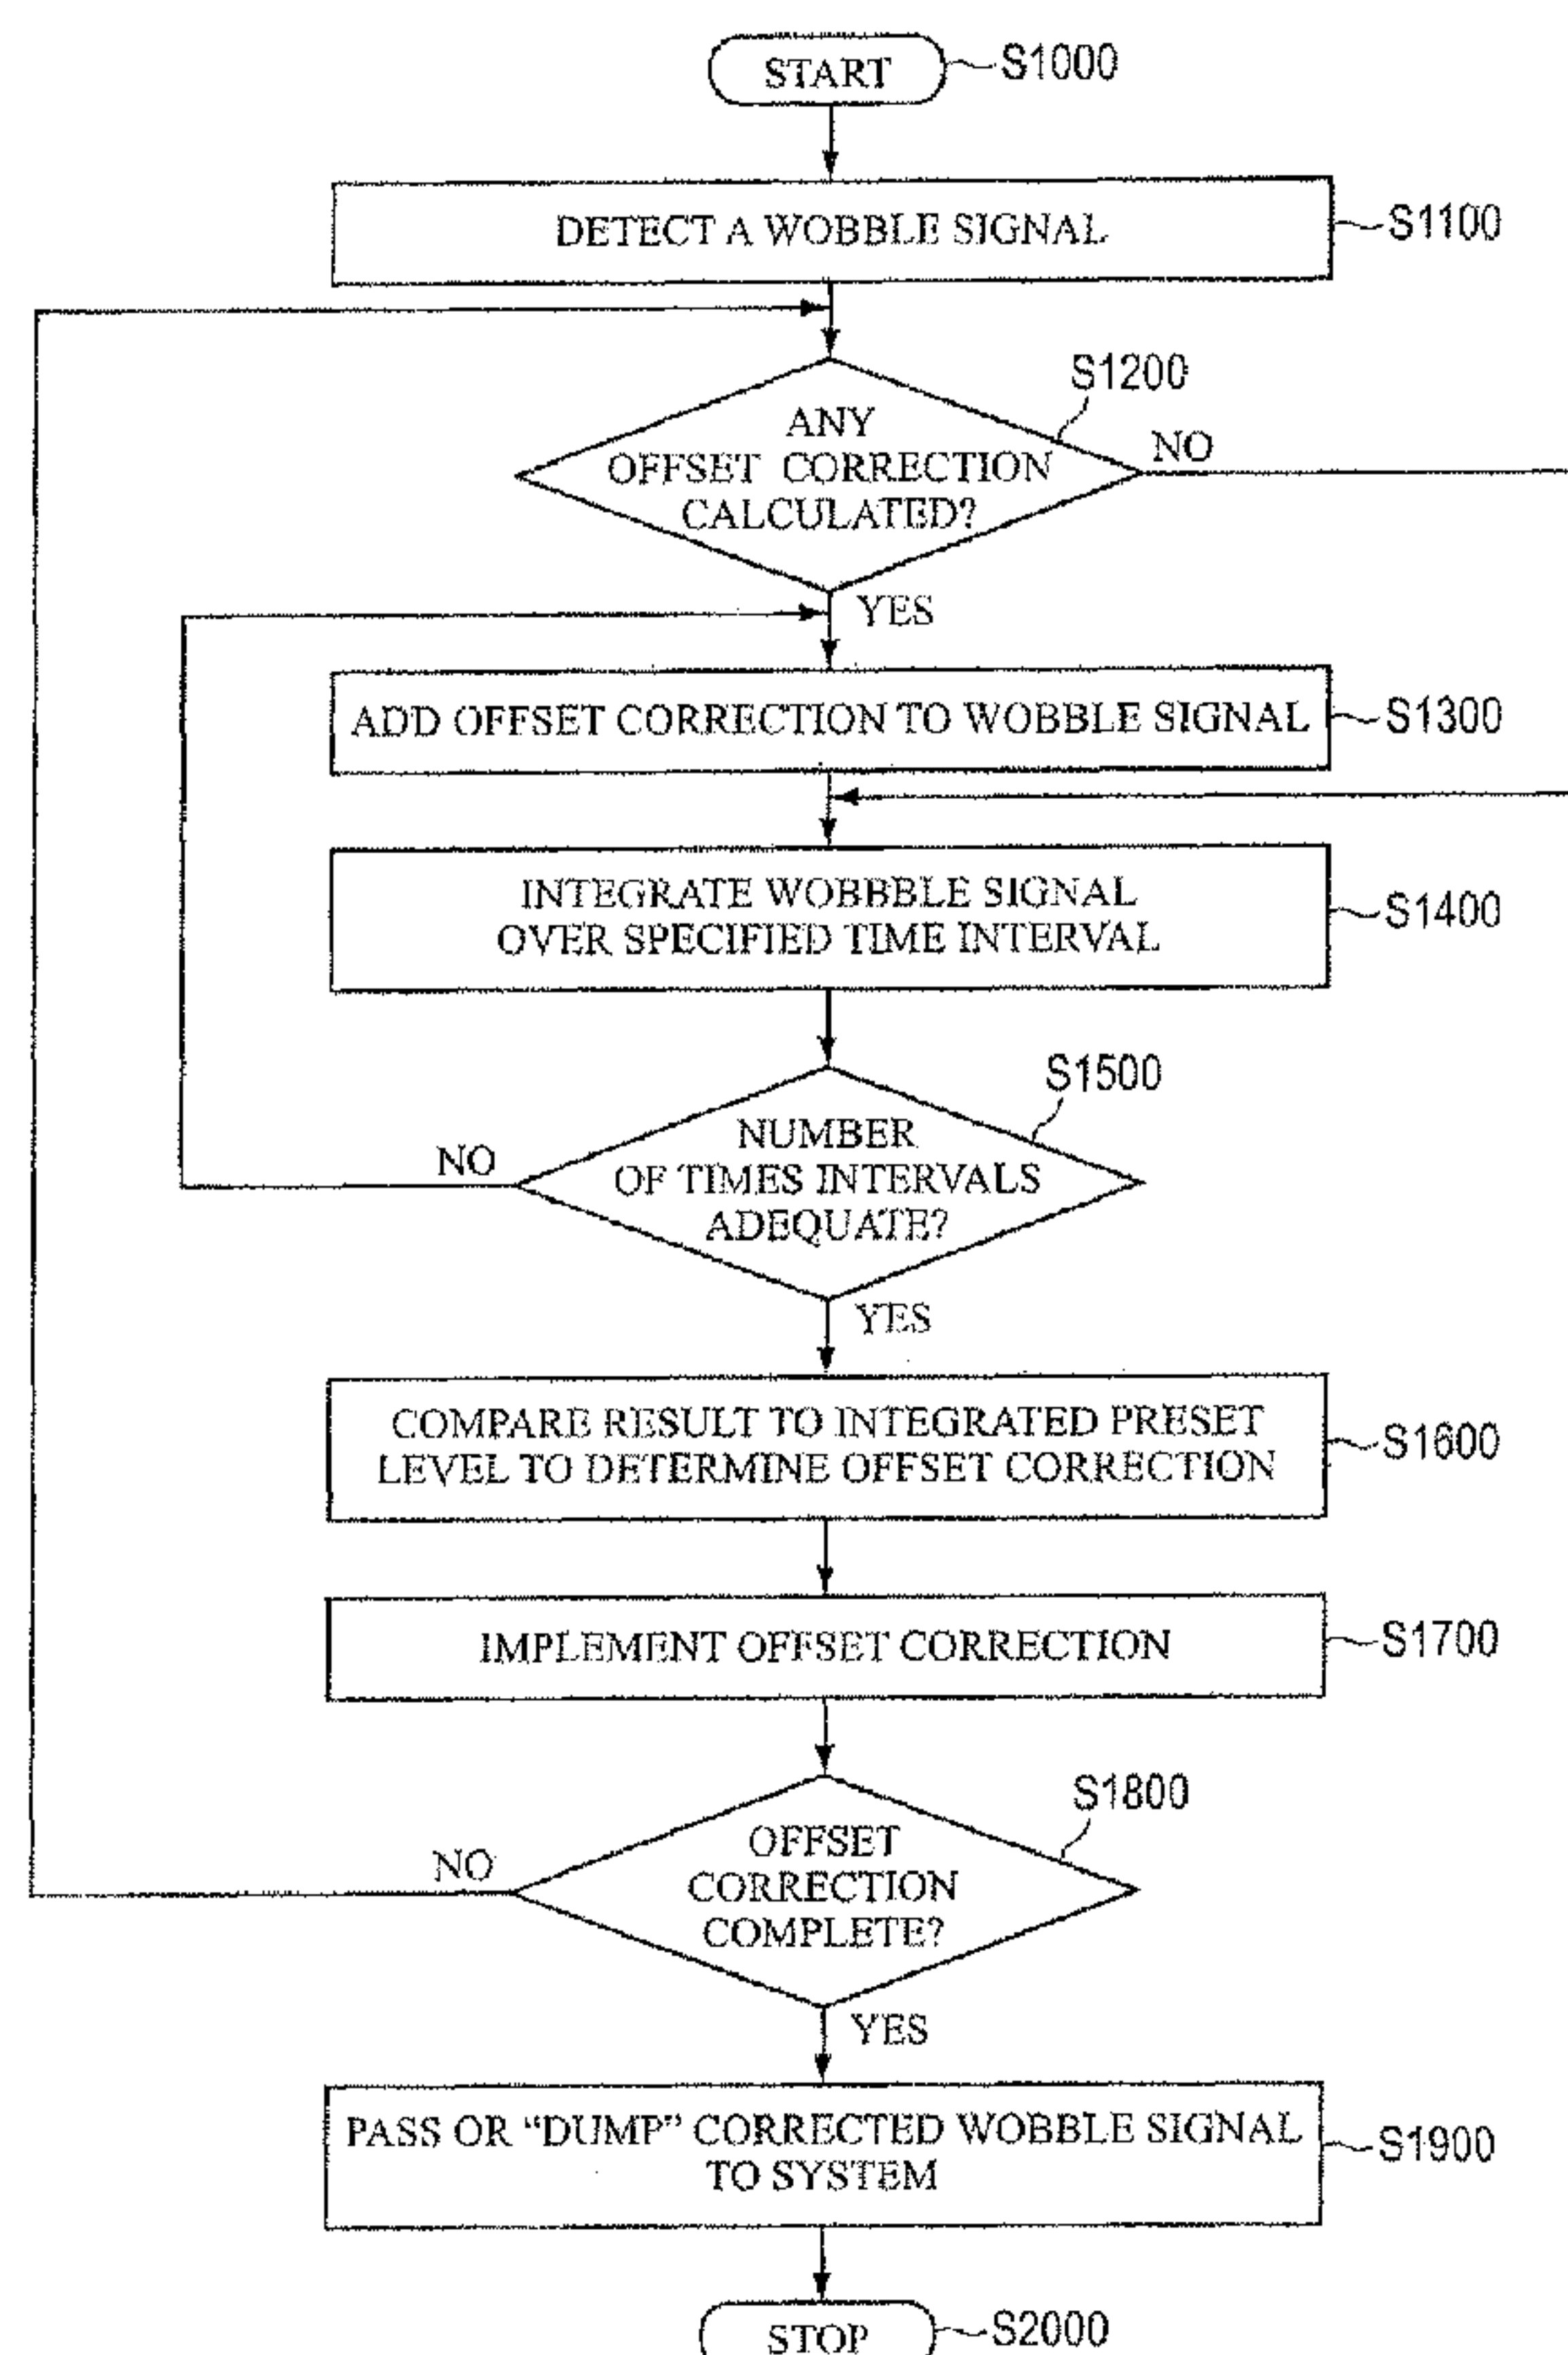 START
S1000
DETECT A WOBBLE SIGNAL
S1100
S1200
ANY
OFFSET CORRECTION
CALCULATED?
NO
YES
ADD OFFSET CORRECTION TO WOBBLE SIGNAL
S1300
INTEGRATE WOBBBLE SIGNAL
OVER SPECIFIED TIME INTERVAL
S1400
S1500
NUMBER
OF TIMES INTERVALS
ADEQUATE?
NO
YES
COMPARE RESULT TO INTEGRATED PRESET
LEVEL TO DETERMINE OFFSET CORRECTION
S1600
IMPLEMENT OFFSET CORRECTION
S1700
S1800
OFFSET
CORRECTION
COMPLETE?
NO
YES
PASS OR “DUMP” CORRECTED WOBBLE SIGNAL
TO SYSTEM
S1900
STOP
S2000